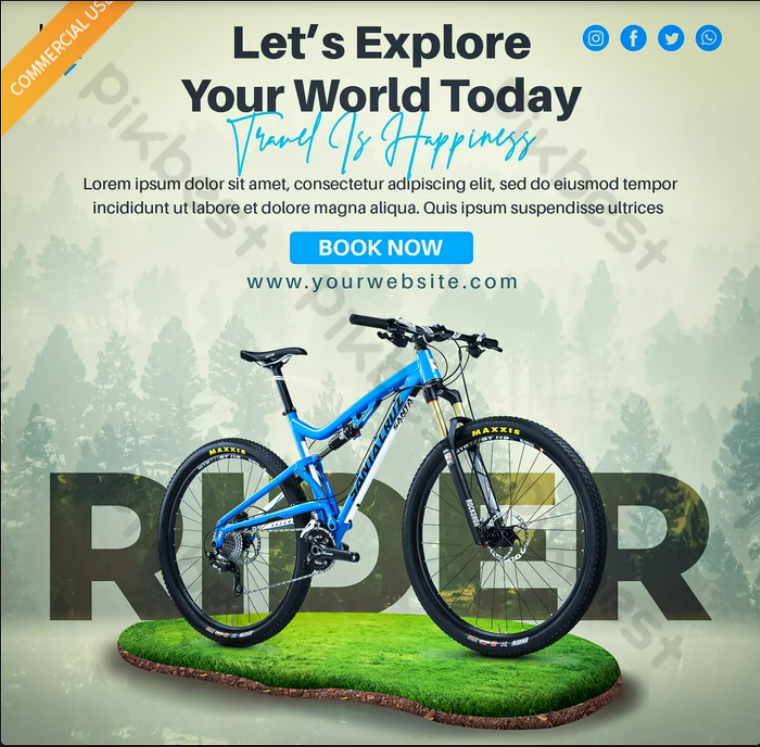 COMMERCIAL USE
Let's Explore
Your World Today
Travel Is Happiness
Lorem ipsum dolor sit amet, consectetur adipiscing elit, sed do eiusmod tempor
incididunt ut labore et dolore magna aliqua. Quis ipsum suspendisse ultrices
BOOK NOW
www.yourwebsite.com
RIDER
SANTACRUZ
SANTA
MAXXIS
MAXXIS
pikbest
pikbest
pikbest
pikbest